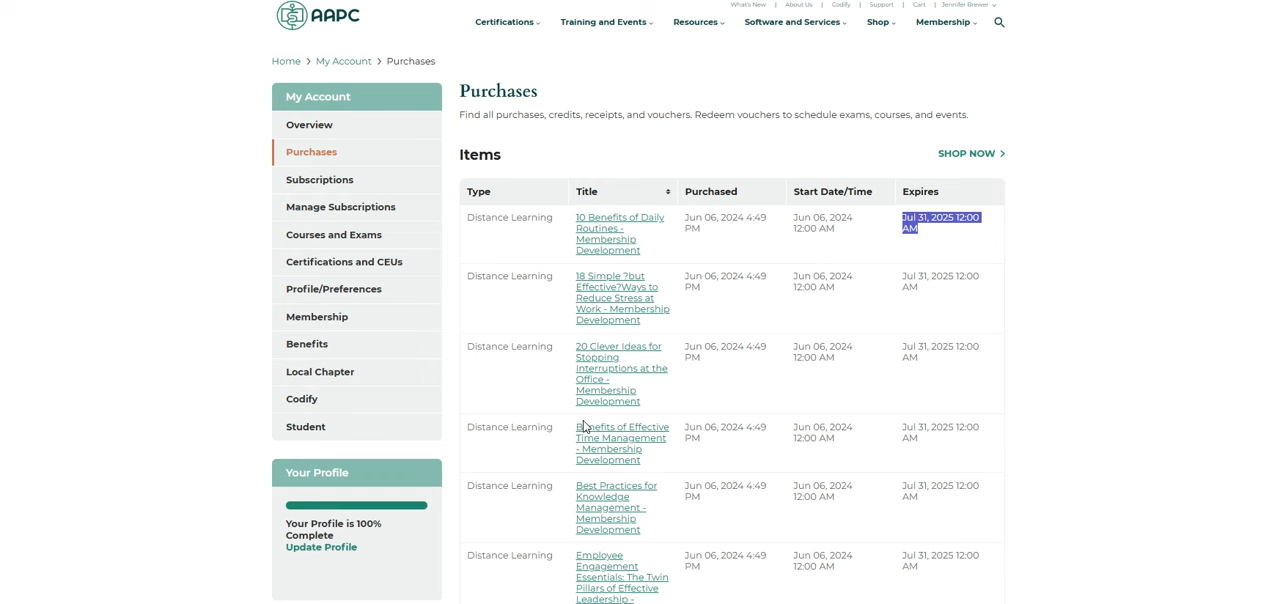 AAPC
What's New | About Us | Codify | Support | Cart | Jennifer Brewer
Certifications Training and Events Resources Software and Services Shop Membership
Home > My Account > Purchases
My Account
Overview
Purchases
Subscriptions
Manage Subscriptions
Courses and Exams
Certifications and CEUs
Profile/Preferences
Membership
Benefits
Local Chapter
Codify
Student
Your Profile
Your Profile is 100%
Complete
Update Profile
Purchases
Find all purchases, credits, receipts, and vouchers. Redeem vouchers to schedule exams, courses, and events.
Items
SHOP NOW >
Type Title Purchased Start Date/Time Expires
Distance Learning 10 Benefits of Daily Jun 06, 2024 4:49 Jun 06, 2024 Jul 31, 2025 12:00
Routines - PM 12:00 AM AM
Membership
Development
Distance Learning 18 Simple ?but Jun 06, 2024 4:49 Jun 06, 2024 Jul 31, 2025 12:00
Effective?Ways to PM 12:00 AM AM
Reduce Stress at
Work - Membership
Development
Distance Learning 20 Clever Ideas for Jun 06, 2024 4:49 Jun 06, 2024 Jul 31, 2025 12:00
Stopping PM 12:00 AM AM
Interruptions at the
Office -
Membership
Development
Distance Learning Benefits of Effective Jun 06, 2024 4:49 Jun 06, 2024 Jul 31, 2025 12:00
Time Management PM 12:00 AM AM
- Membership
Development
Distance Learning Best Practices for Jun 06, 2024 4:49 Jun 06, 2024 Jul 31, 2025 12:00
Knowledge PM 12:00 AM AM
Management -
Membership
Development
Distance Learning Employee Jun 06, 2024 4:49 Jun 06, 2024 Jul 31, 2025 12:00
Engagement PM 12:00 AM AM
Essentials: The Twin
Pillars of Effective
Leadership -